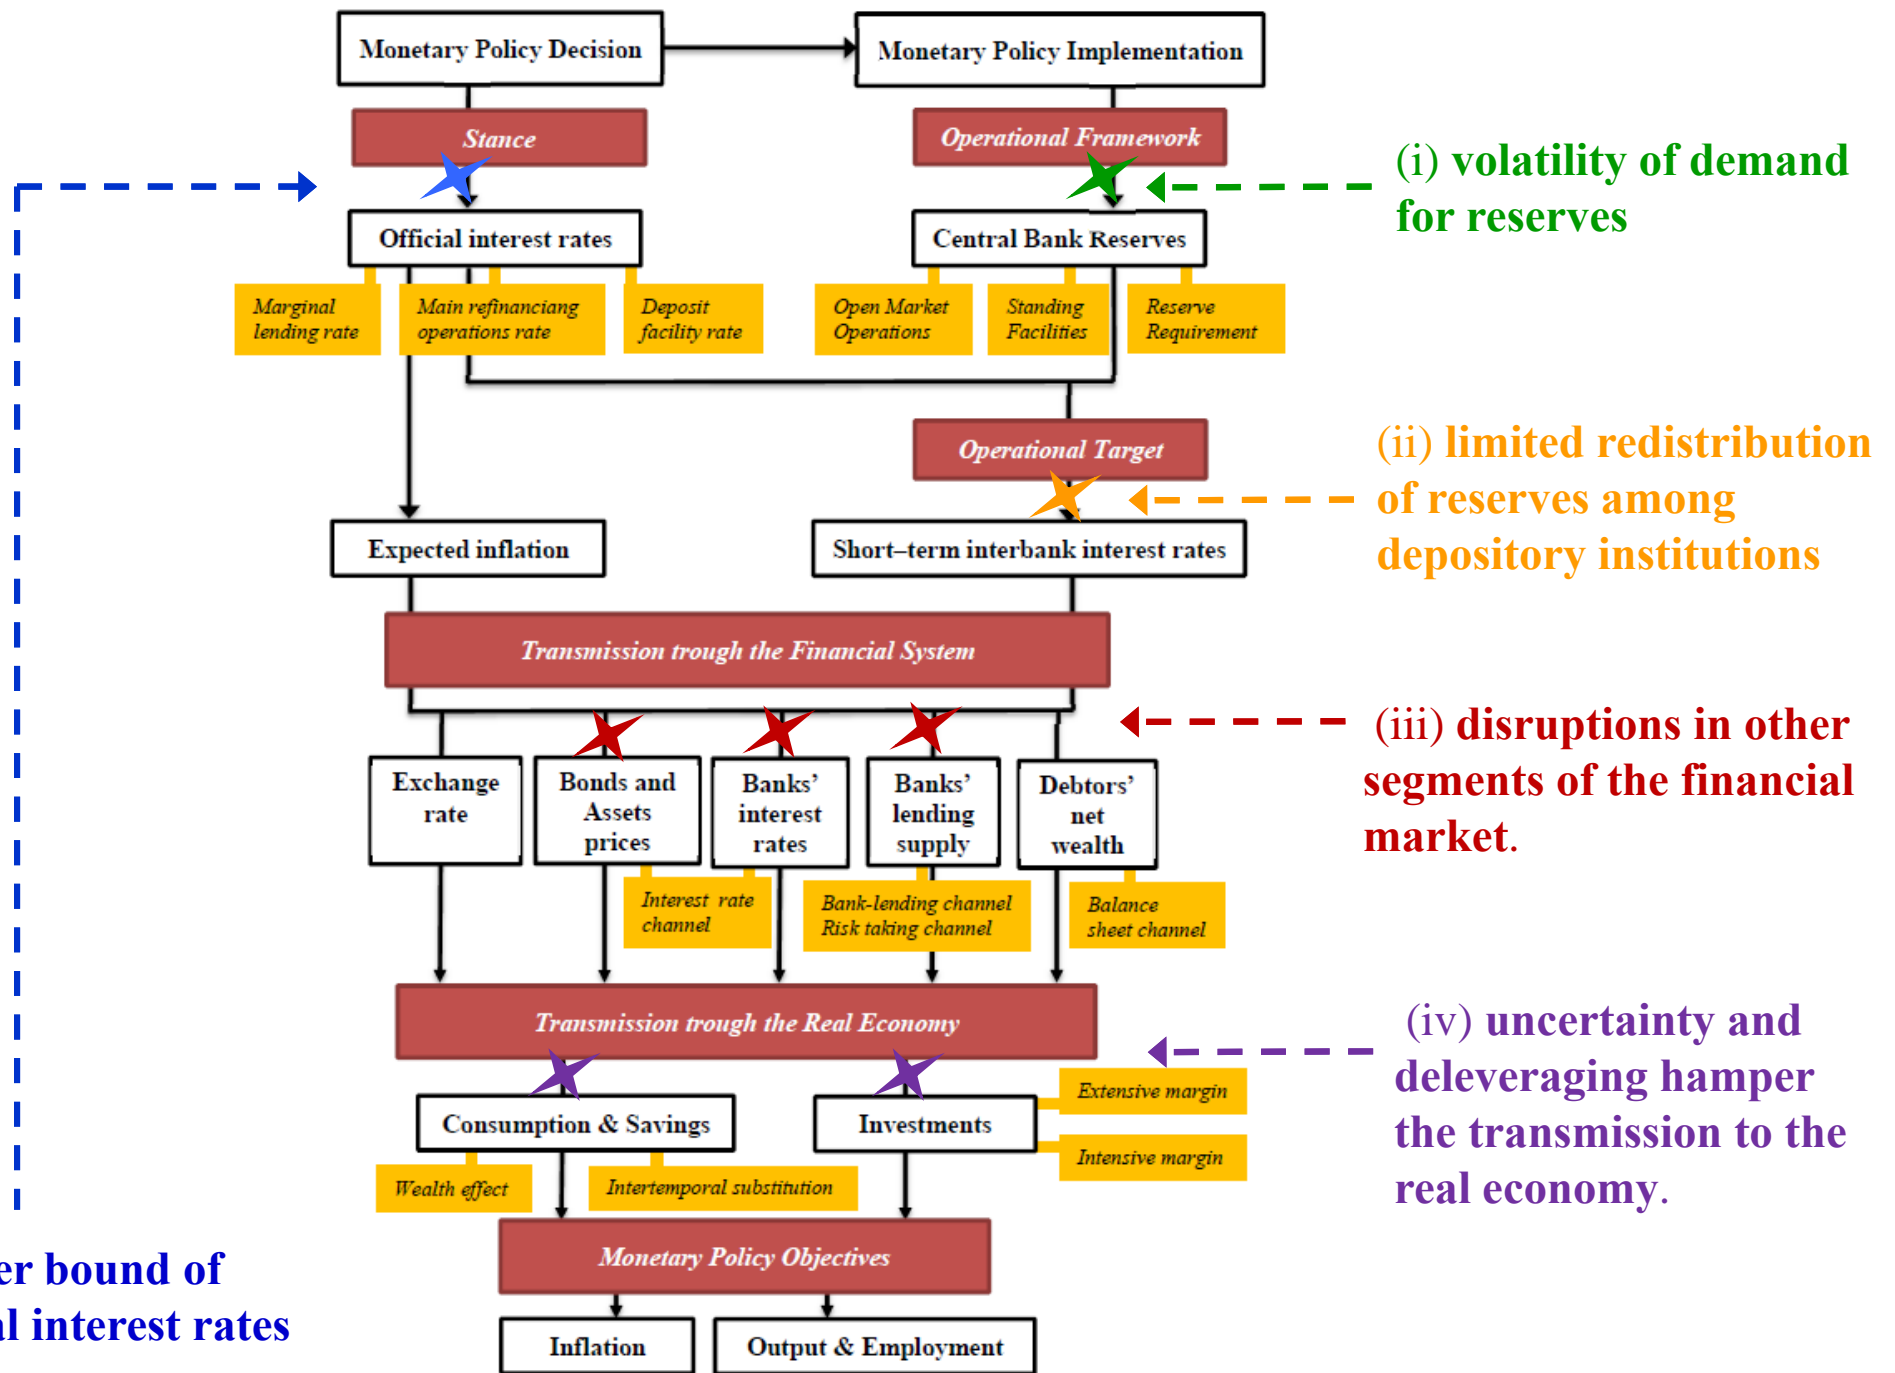 Monetary Policy Decision
Monetary Policy Implementation
Stance
Operational Framework
(i) volatility of demand
for reserves
Official interest rates
Central Bank Reserves
Marginal
lending rate
Main refinanciang
operations rate
Deposit
facility rate
Open Market
Operations
Standing
Facilities
Reserve
Requirement
Operational Target
(ii) limited redistribution
of reserves among
depository institutions
Expected inflation
Short–term interbank interest rates
Transmission trough the Financial System
(iii) disruptions in other
segments of the financial
market.
Exchange
rate
Bonds and
Assets
prices
Banks'
interest
rates
Banks'
lending
supply
Debtors'
net
wealth
Interest rate
channel
Bank-lending channel
Risk taking channel
Balance
sheet channel
Transmission trough the Real Economy
(iv) uncertainty and
deleveraging hamper
the transmission to the
real economy.
Consumption & Savings
Investments
Extensive margin
Intensive margin
Wealth effect
Intertemporal substitution
Monetary Policy Objectives
bound of
interest rates
Inflation
Output & Employment